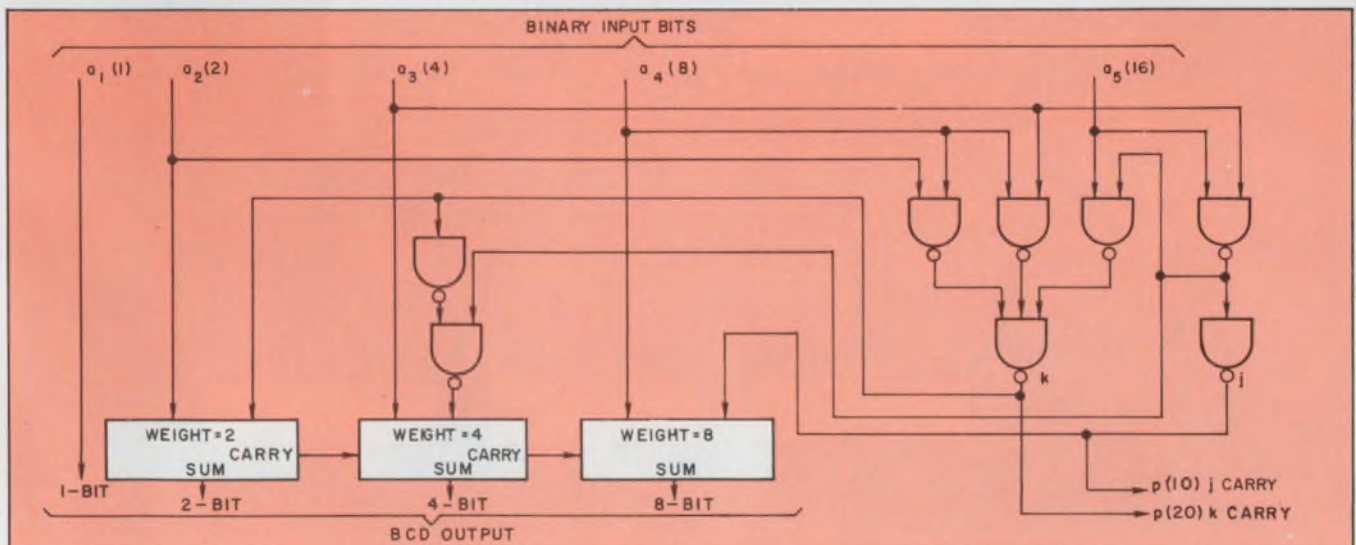 BINARY INPUT BITS
a₁(1) a₂(2) a₃(4) a₄(8) a₅(16)
k j
WEIGHT=2 WEIGHT=4 WEIGHT=8
CARRY CARRY
SUM SUM SUM
1-BIT 2-BIT 4-BIT 8-BIT
BCD OUTPUT
p(10) j CARRY
p(20) k CARRY